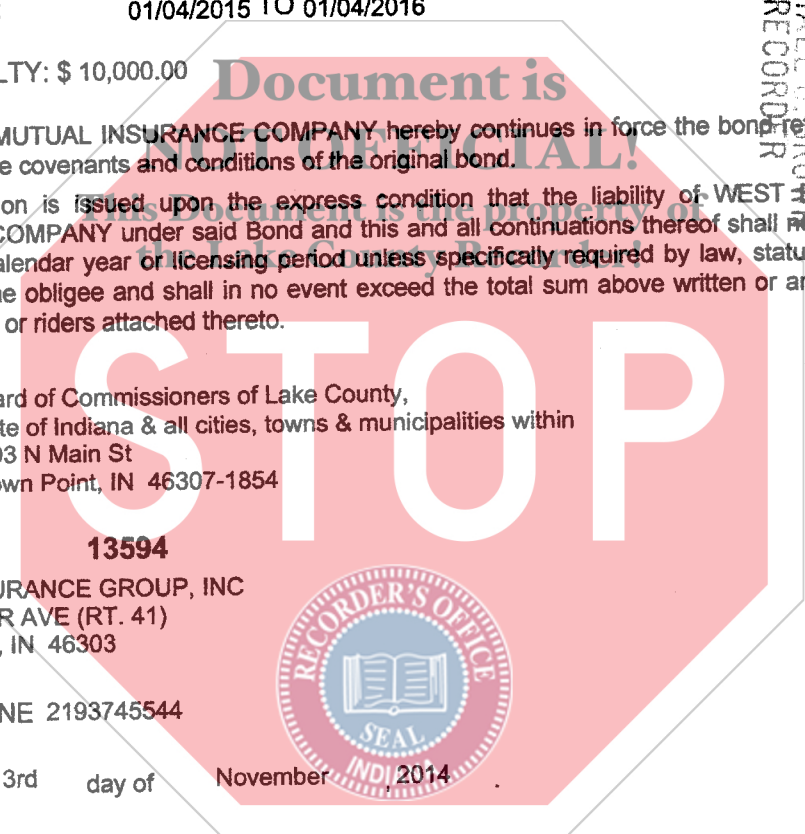 01/04/2015 TO 01/04/2016
RECORDER
LTY: $ 10,000.00
Document is
NOT OFFICIAL!
This Document is the property of
the Lake County Recorder!
MUTUAL INSURANCE COMPANY hereby continues in force the bond re
e covenants and conditions of the original bond.
on is issued upon the express condition that the liability of WEST
COMPANY under said Bond and this and all continuations thereof shall
alendar year or licensing period unless specifically required by law, statu
ne obligee and shall in no event exceed the total sum above written or ar
or riders attached thereto.
STOP
ard of Commissioners of Lake County,
te of Indiana & all cities, towns & municipalities within
03 N Main St
own Point, IN 46307-1854
13594
URANCE GROUP, INC
R AVE (RT. 41)
, IN 46303
NE 2193745544
RECORDER'S OFFICE
SEAL
INDIANA
3rd day of November , 2014 .